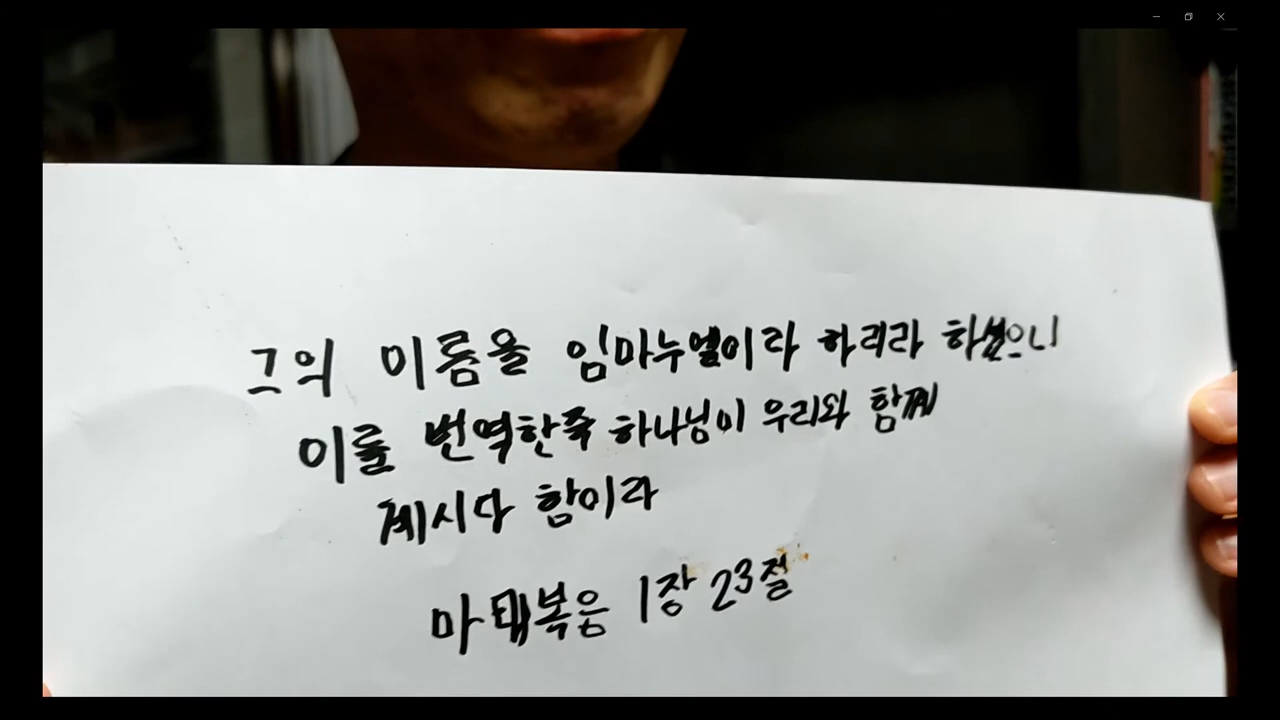 그의 이름을 임마누엘이라 하리라 하셨으니
이를 번역한즉 하나님이 우리와 함께
계시다 함이라
마태복음 1장 23절